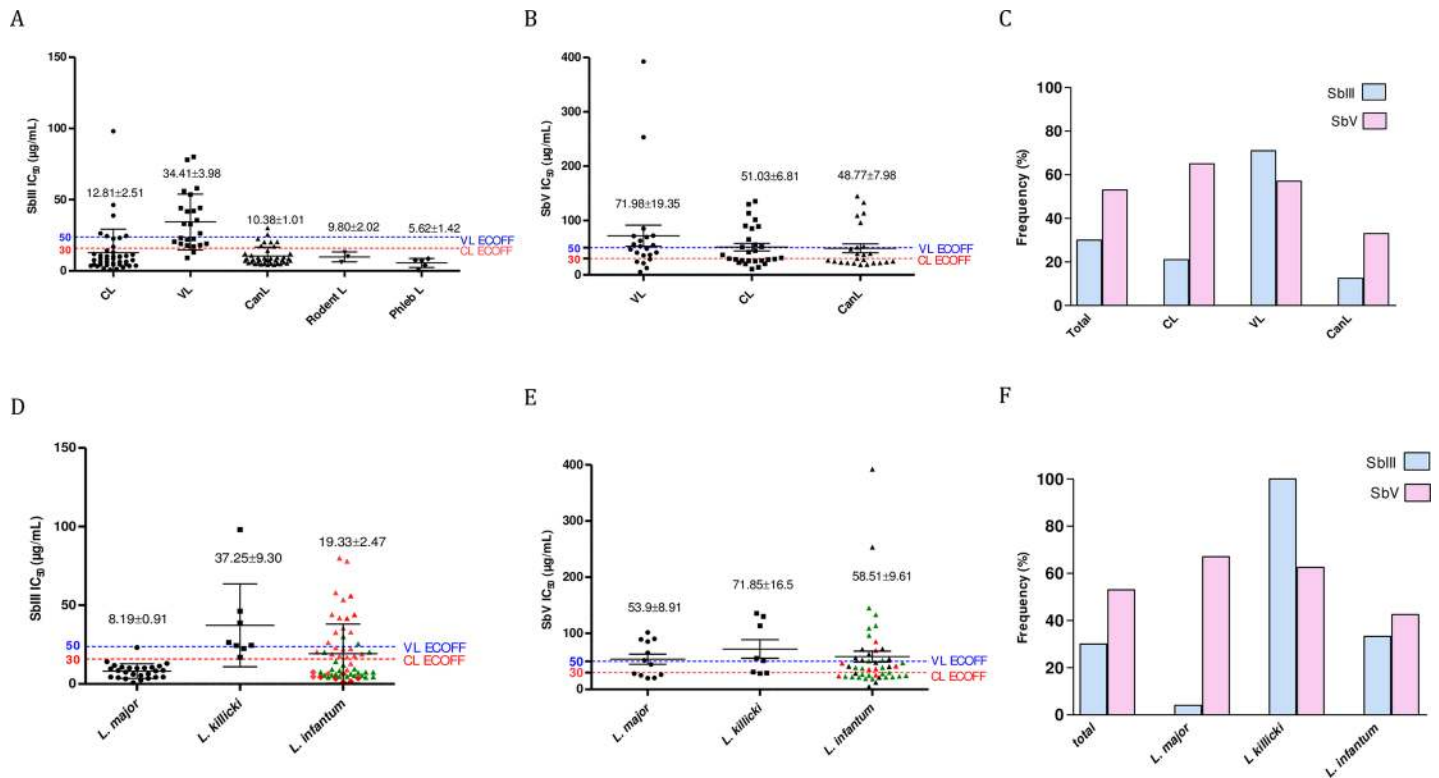 A
SbIII IC50 (µg/mL)
150
100
50
0
50
30
12.81±2.51
34.41±3.98
10.38±1.01
9.80±2.02
5.62±1.42
VL ECOFF
CL ECOFF
CL
VL
CanL
Rodent L
Phleb L
B
SbV IC50 (µg/mL)
400
300
200
100
50
30
0
71.98±19.35
51.03±6.81
48.77±7.98
VL ECOFF
CL ECOFF
VL
CL
CanL
C
Frequency (%)
100
80
60
40
20
0
SbIII
SbV
Total
CL
VL
CanL
D
SbIII IC50 (µg/mL)
150
100
50
0
50
30
8.19±0.91
37.25±9.30
19.33±2.47
VL ECOFF
CL ECOFF
L. major
L. killicki
L. infantum
E
SbV IC50 (µg/mL)
400
300
200
100
50
30
0
53.9±8.91
71.85±16.5
58.51±9.61
VL ECOFF
CL ECOFF
L. major
L. killicki
L. infantum
F
Frequency (%)
100
80
60
40
20
0
SbIII
SbV
total
L. major
L killicki
L. infantum